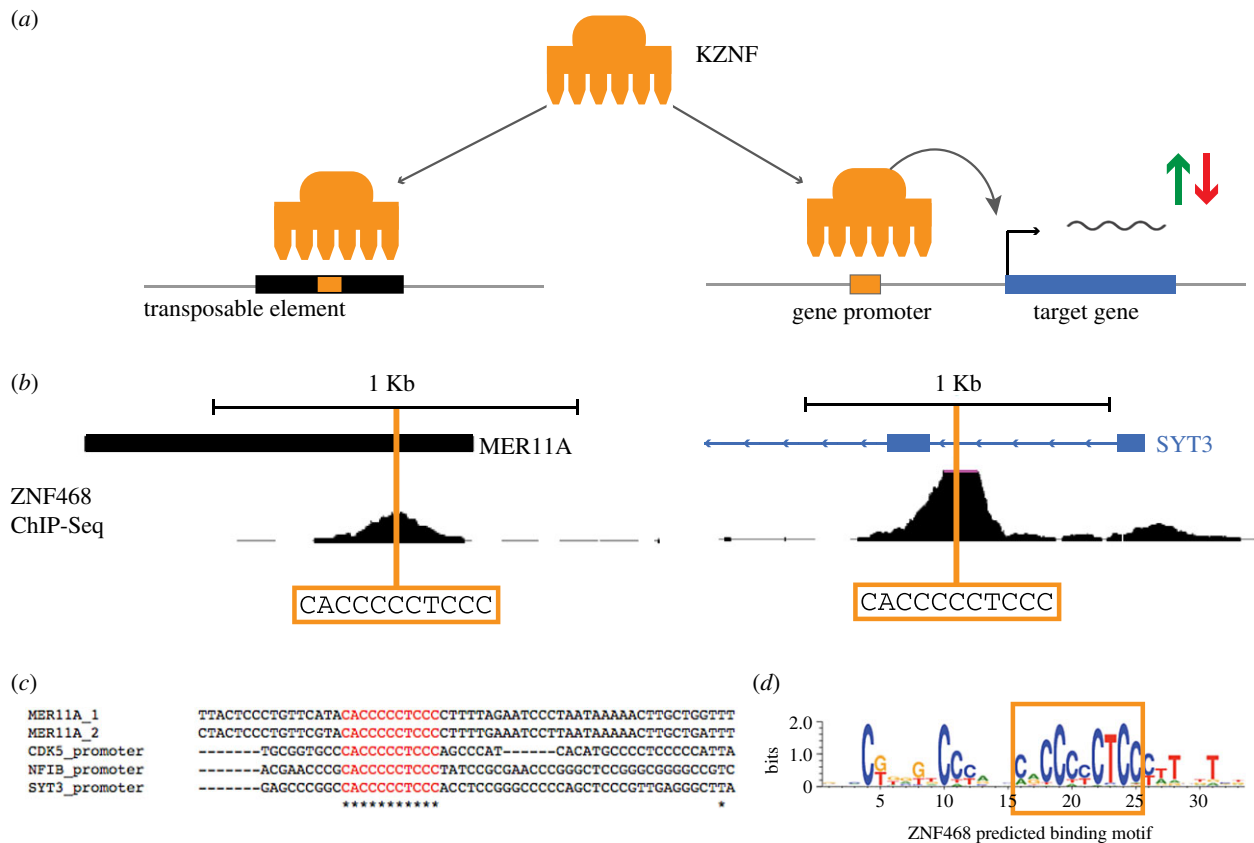 (a)
KZNF
transposable element
gene promoter
target gene
(b)
1 Kb
1 Kb
MER11A
SYT3
ZNF468
ChIP-Seq
CACCCCCTCCC
CACCCCCTCCC
(c)
MER11A_1 TTACTCCCTGTTCATACACCCCCTCCCCTTTTAGAATCCCTAATAAAAACTTGCTGGTTT
MER11A_2 CTACTCCCTGTTCGTACACCCCCTCCCCTTTTGAAATCCTTAATAAAAACTTGCTGATTT
CDK5_promoter -------TGCGGTGCCCACCCCCTCCCAGCCCAT------CACATGCCCCTCCCCCATTA
NFIB_promoter -------ACGAACCCGCACCCCCTCCCTATCCGCGAACCCGGGCTCCGGGCGGGGCCGTC
SYT3_promoter -------GAGCCCGGCCACCCCCTCCCACCTCCGGGCCCCCAGCTCCCGTTGAGGGCTTA
*********** *
(d)
2.0
1.0
0.0
bits
5 10 15 20 25 30
ZNF468 predicted binding motif